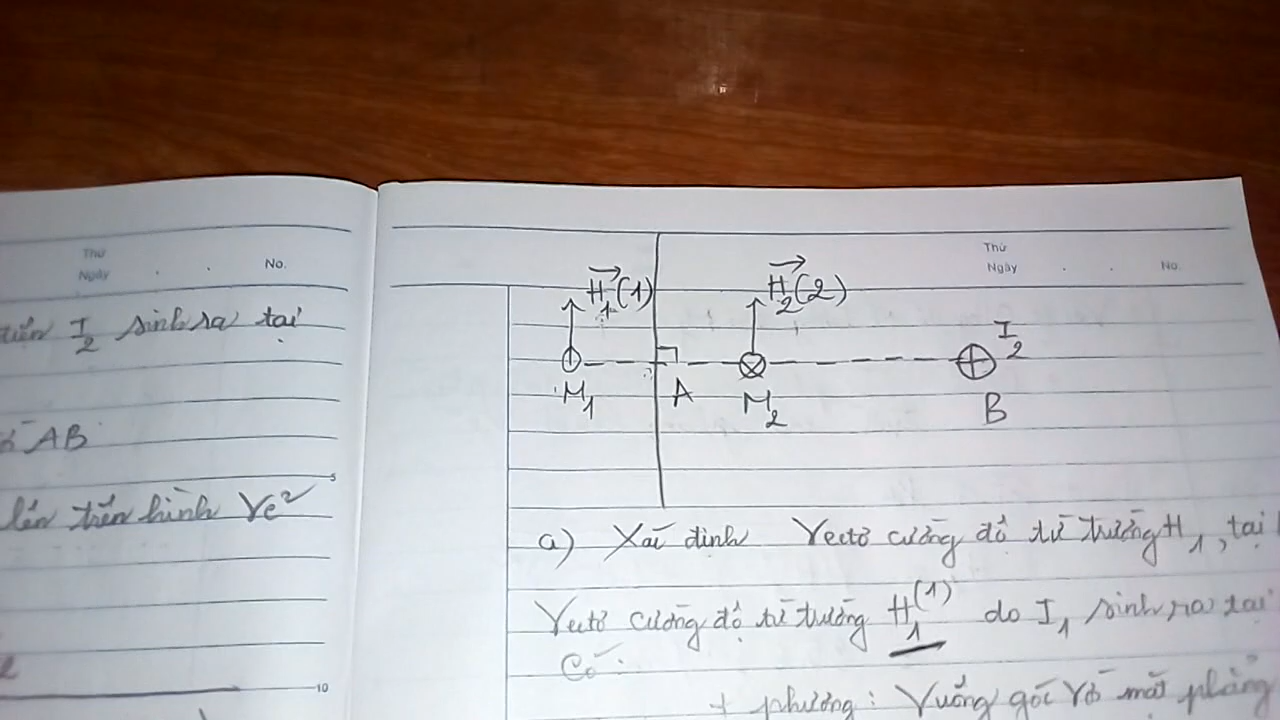 Thứ
Ngày . . No.
I2 sinh ra tại
AB
lên trên hình vẽ
5
10
Thứ
Ngày . . No.
H1(1)
H2(2)
I2
M1 A M2 B
a) Xác định Vectơ cường độ từ trường H1, tại
Vectơ cường độ từ trường H1(1) do I1 sinh ra tại
Có:
+ phương: Vuông góc với mặt phẳng